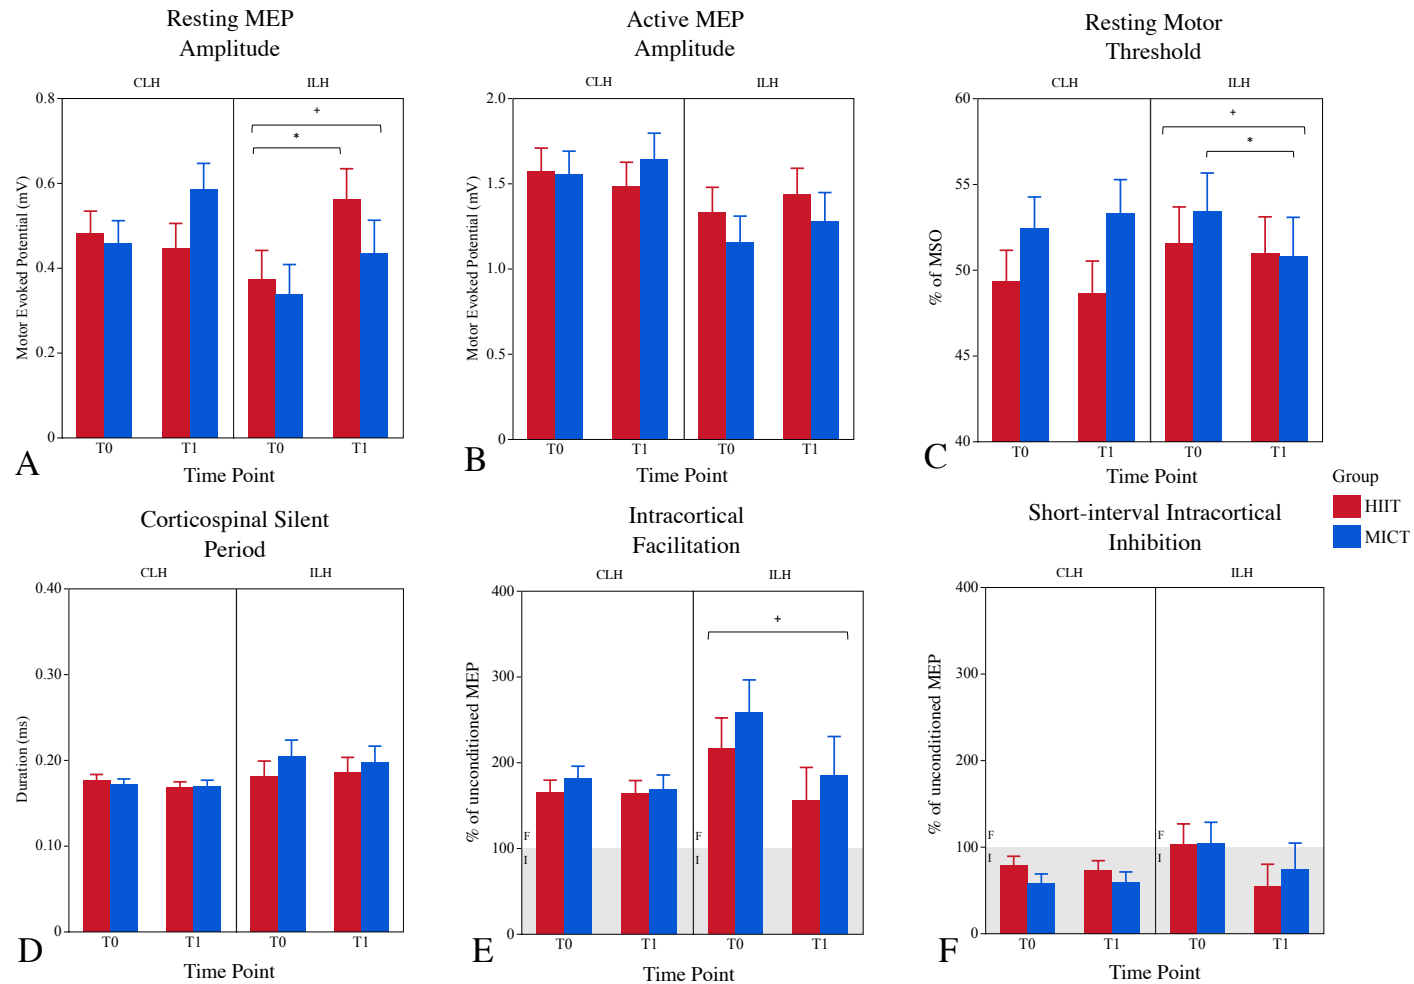 Resting MEP
Amplitude
CLH
ILH
0.8
0.6
0.4
0.2
0
Motor Evoked Potential (mV)
+
*
T0
T1
T0
T1
A
Time Point
Active MEP
Amplitude
CLH
ILH
2.0
1.5
1.0
0.5
0
Motor Evoked Potential (mV)
T0
T1
T0
T1
B
Time Point
Resting Motor
Threshold
CLH
ILH
60
55
50
45
40
% of MSO
+
*
T0
T1
T0
T1
C
Time Point
Group
HIIT
MICT
Corticospinal Silent
Period
CLH
ILH
0.40
0.30
0.20
0.10
0
Duration (ms)
T0
T1
T0
T1
D
Time Point
Intracortical
Facilitation
CLH
ILH
400
300
200
100
0
% of unconditioned MEP
+
F
I
F
I
T0
T1
T0
T1
E
Time Point
Short-interval Intracortical
Inhibition
CLH
ILH
400
300
200
100
0
% of unconditioned MEP
F
I
F
I
T0
T1
T0
T1
F
Time Point